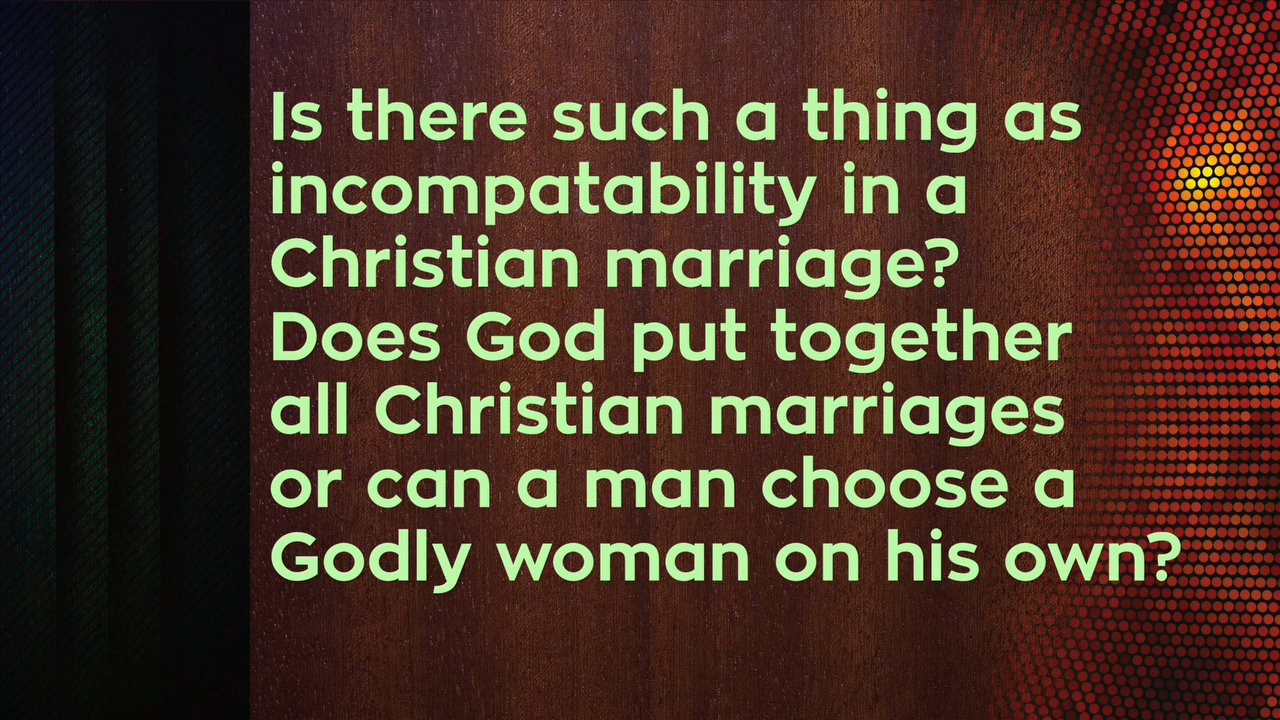 Is there such a thing as
incompatability in a
Christian marriage?
Does God put together
all Christian marriages
or can a man choose a
Godly woman on his own?